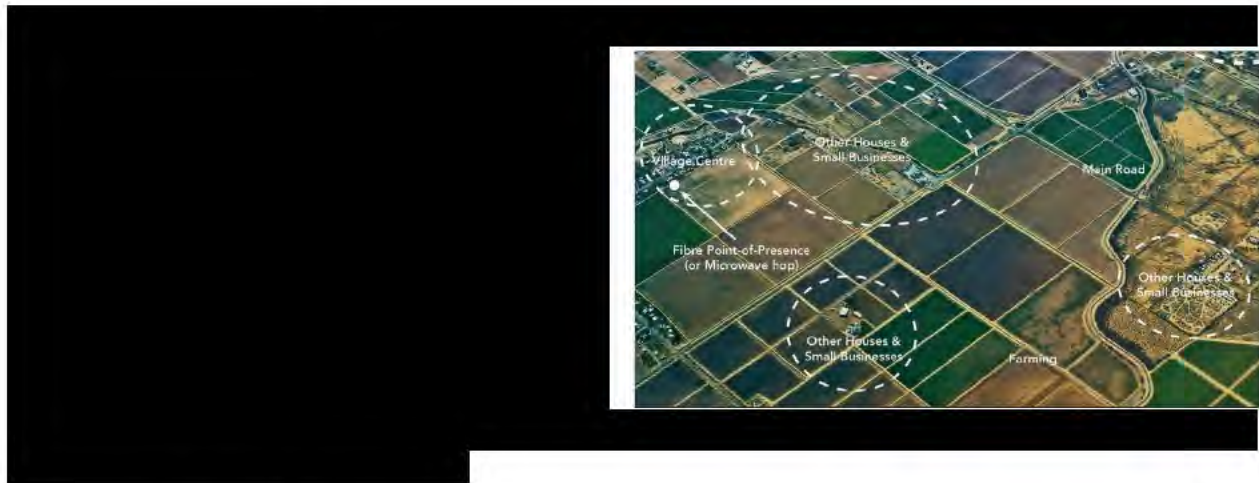 Other Houses &
Small Businesses
Village Centre
Main Road
Fibre Point-of-Presence
(or Microwave hop)
Other Houses &
Small Businesses
Other Houses &
Small Businesses
Farming